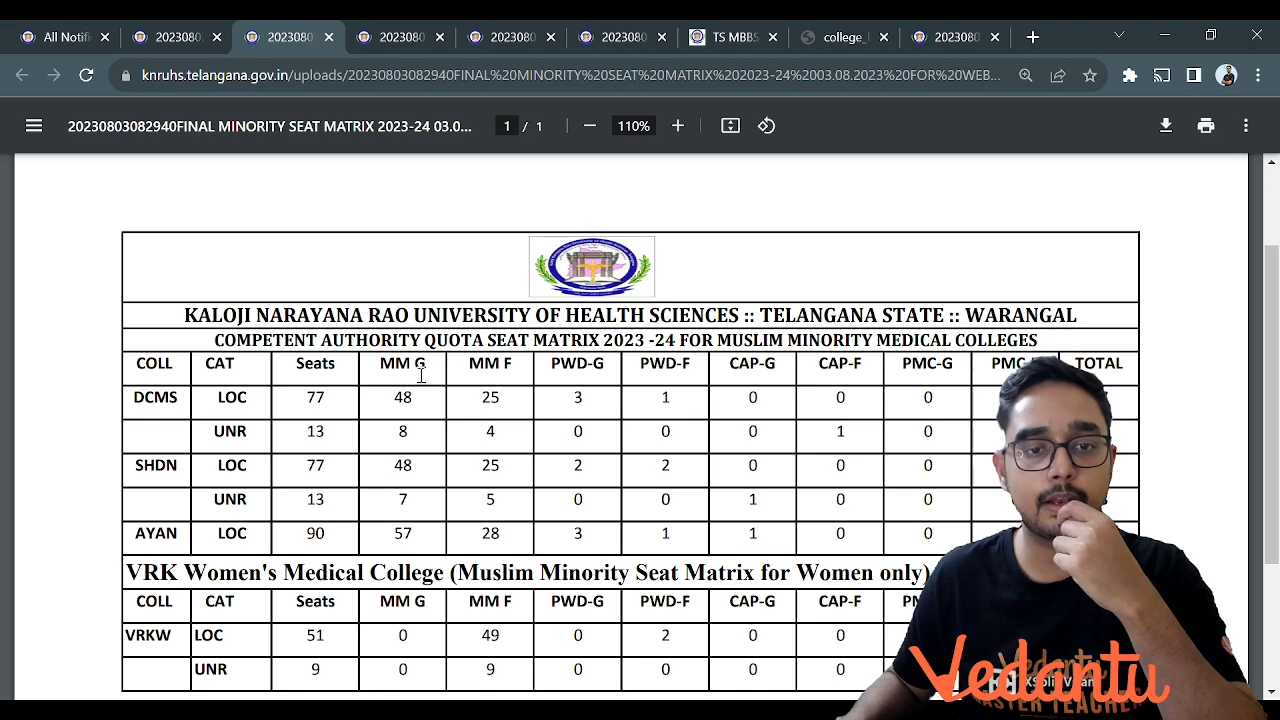 All Notifi
2023080
2023080
2023080
2023080
2023080
TS MBBS
college_l
2023080
knruhs.telangana.gov.in/uploads/20230803082940FINAL%20MINORITY%20SEAT%20MATRIX%202023-24%2003.08.2023%20FOR%20WEB...
20230803082940FINAL MINORITY SEAT MATRIX 2023-24 03.0... 1 / 1 110%
KALOJI NARAYANA RAO UNIVERSITY OF HEALTH SCIENCES :: TELANGANA STATE :: WARANGAL
COMPETENT AUTHORITY QUOTA SEAT MATRIX 2023 -24 FOR MUSLIM MINORITY MEDICAL COLLEGES
COLL CAT Seats MM G MM F PWD-G PWD-F CAP-G CAP-F PMC-G PMC- TOTAL
DCMS LOC 77 48 25 3 1 0 0 0
UNR 13 8 4 0 0 0 1 0
SHDN LOC 77 48 25 2 2 0 0 0
UNR 13 7 5 0 0 1 0 0
AYAN LOC 90 57 28 3 1 1 0 0
VRK Women's Medical College (Muslim Minority Seat Matrix for Women only)
COLL CAT Seats MM G MM F PWD-G PWD-F CAP-G CAP-F
VRKW LOC 51 0 49 0 2 0 0
UNR 9 0 9 0 0 0 0
Vedantu
MASTER TEACHER